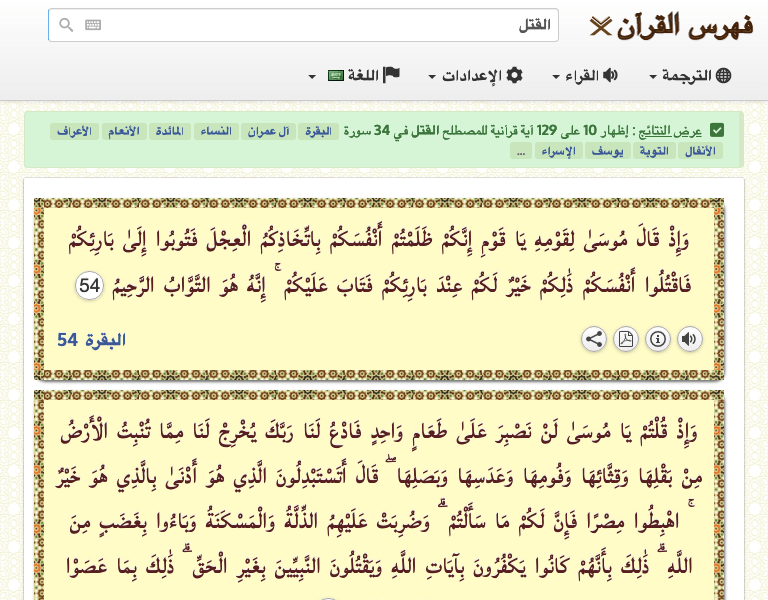 فهرس القرآن
القتل
الترجمة القراء الإعدادات اللغة
عرض النتائج : إظهار 10 على 129 آية قرآنية للمصطلح القتل في 34 سورة البقرة آل عمران النساء المائدة الأنعام الأعراف
الأنفال التوبة يوسف الإسراء ...
وَإِذْ قَالَ مُوسَىٰ لِقَوْمِهِ يَا قَوْمِ إِنَّكُمْ ظَلَمْتُمْ أَنْفُسَكُمْ بِاتِّخَاذِكُمُ الْعِجْلَ فَتُوبُوا إِلَىٰ بَارِئِكُمْ
فَاقْتُلُوا أَنْفُسَكُمْ ذَٰلِكُمْ خَيْرٌ لَكُمْ عِنْدَ بَارِئِكُمْ فَتَابَ عَلَيْكُمْ ۚ إِنَّهُ هُوَ التَّوَّابُ الرَّحِيمُ 54
البقرة 54
وَإِذْ قُلْتُمْ يَا مُوسَىٰ لَنْ نَصْبِرَ عَلَىٰ طَعَامٍ وَاحِدٍ فَادْعُ لَنَا رَبَّكَ يُخْرِجْ لَنَا مِمَّا تُنْبِتُ الْأَرْضُ
مِنْ بَقْلِهَا وَقِثَّائِهَا وَفُومِهَا وَعَدَسِهَا وَبَصَلِهَا ۖ قَالَ أَتَسْتَبْدِلُونَ الَّذِي هُوَ أَدْنَىٰ بِالَّذِي هُوَ خَيْرٌ
ۚ اهْبِطُوا مِصْرًا فَإِنَّ لَكُمْ مَا سَأَلْتُمْ ۗ وَضُرِبَتْ عَلَيْهِمُ الذِّلَّةُ وَالْمَسْكَنَةُ وَبَاءُوا بِغَضَبٍ مِنَ
اللَّهِ ۗ ذَٰلِكَ بِأَنَّهُمْ كَانُوا يَكْفُرُونَ بِآيَاتِ اللَّهِ وَيَقْتُلُونَ النَّبِيِّينَ بِغَيْرِ الْحَقِّ ۗ ذَٰلِكَ بِمَا عَصَوْا